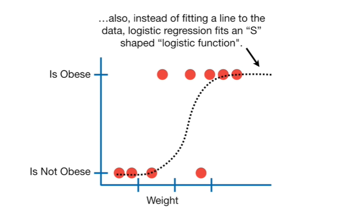 ...also, instead of fitting a line to the
data, logistic regression fits an “S”
shaped “logistic function”.
Is Obese
Is Not Obese
Weight